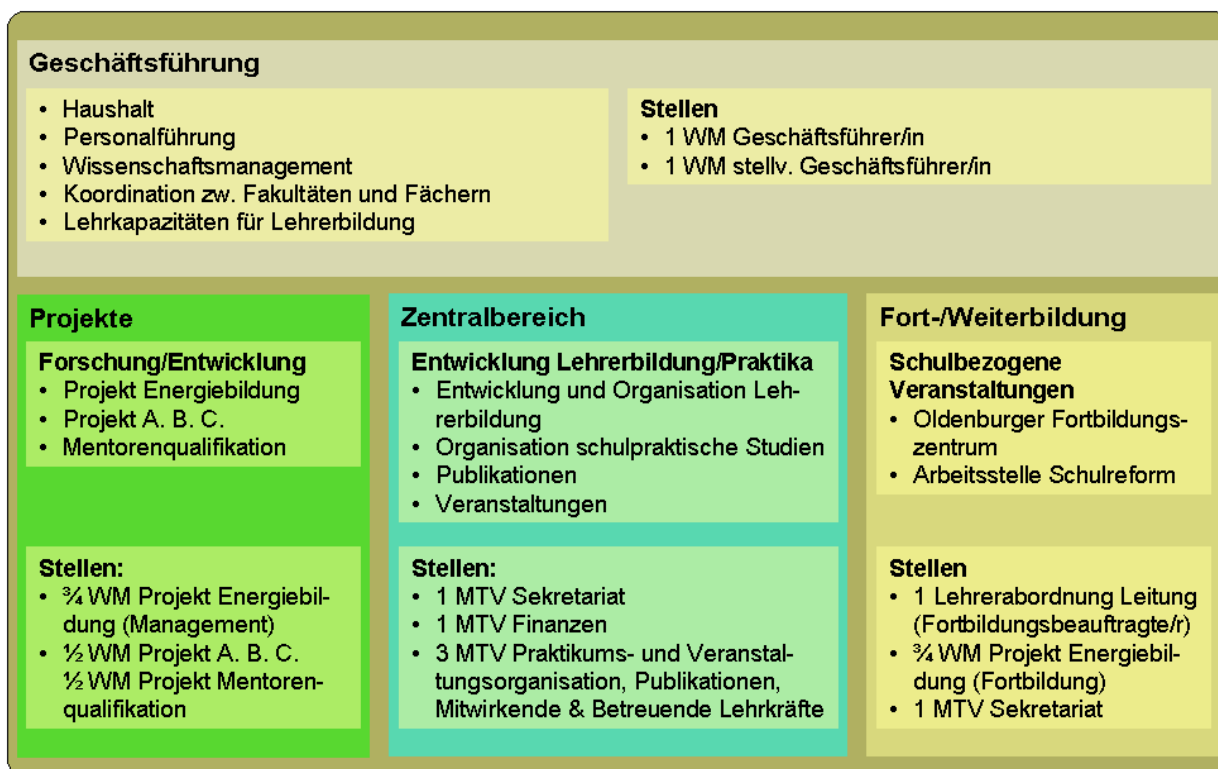 Geschäftsführung
• Haushalt
• Personalführung
• Wissenschaftsmanagement
• Koordination zw. Fakultäten und Fächern
• Lehrkapazitäten für Lehrerbildung
Stellen
• 1 WM Geschäftsführer/in
• 1 WM stellv. Geschäftsführer/in
Projekte
Forschung/Entwicklung
• Projekt Energiebildung
• Projekt A. B. C.
• Mentorenqualifikation
Stellen:
• ¾ WM Projekt Energiebil-
dung (Management)
• ½ WM Projekt A. B. C.
½ WM Projekt Mentoren-
qualifikation
Zentralbereich
Entwicklung Lehrerbildung/Praktika
• Entwicklung und Organisation Leh-
rerbildung
• Organisation schulpraktische Studien
• Publikationen
• Veranstaltungen
Stellen:
• 1 MTV Sekretariat
• 1 MTV Finanzen
• 3 MTV Praktikums- und Veranstal-
tungsorganisation, Publikationen,
Mitwirkende & Betreuende Lehrkräfte
Fort-/Weiterbildung
Schulbezogene
Veranstaltungen
• Oldenburger Fortbildungs-
zentrum
• Arbeitsstelle Schulreform
Stellen
• 1 Lehrerabordnung Leitung
(Fortbildungsbeauftragte/r)
• ¾ WM Projekt Energiebil-
dung (Fortbildung)
• 1 MTV Sekretariat